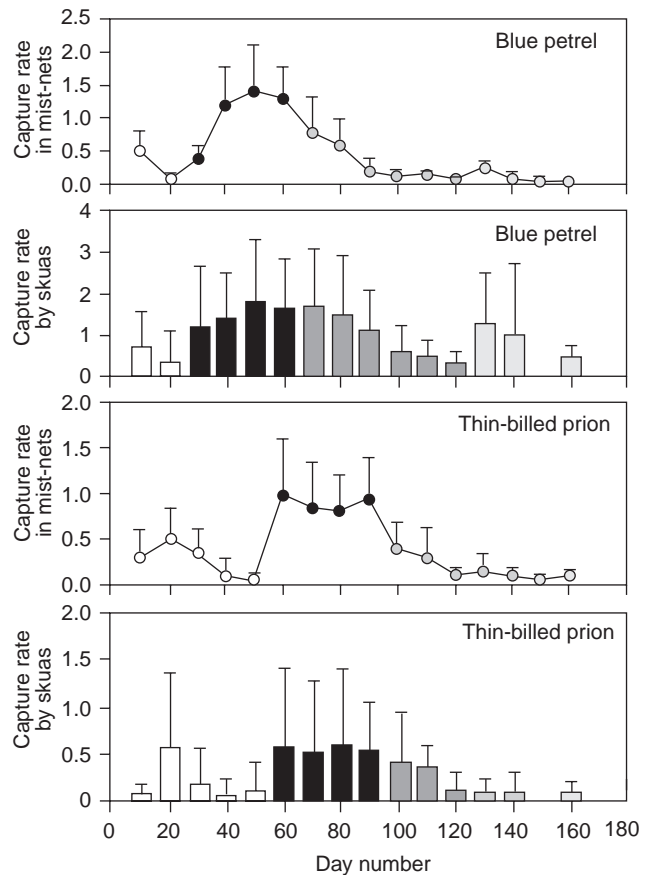 2.5
2.0
1.5
1.0
0.5
0.0
Capture rate
in mist-nets
Blue petrel
4
3
2
1
0
Capture rate
by skuas
Blue petrel
2.0
1.5
1.0
0.5
0.0
Capture rate
in mist-nets
Thin-billed prion
2.0
1.5
1.0
0.5
0
Capture rate
by skuas
Thin-billed prion
0 20 40 60 80 100 120 140 160 180
Day number